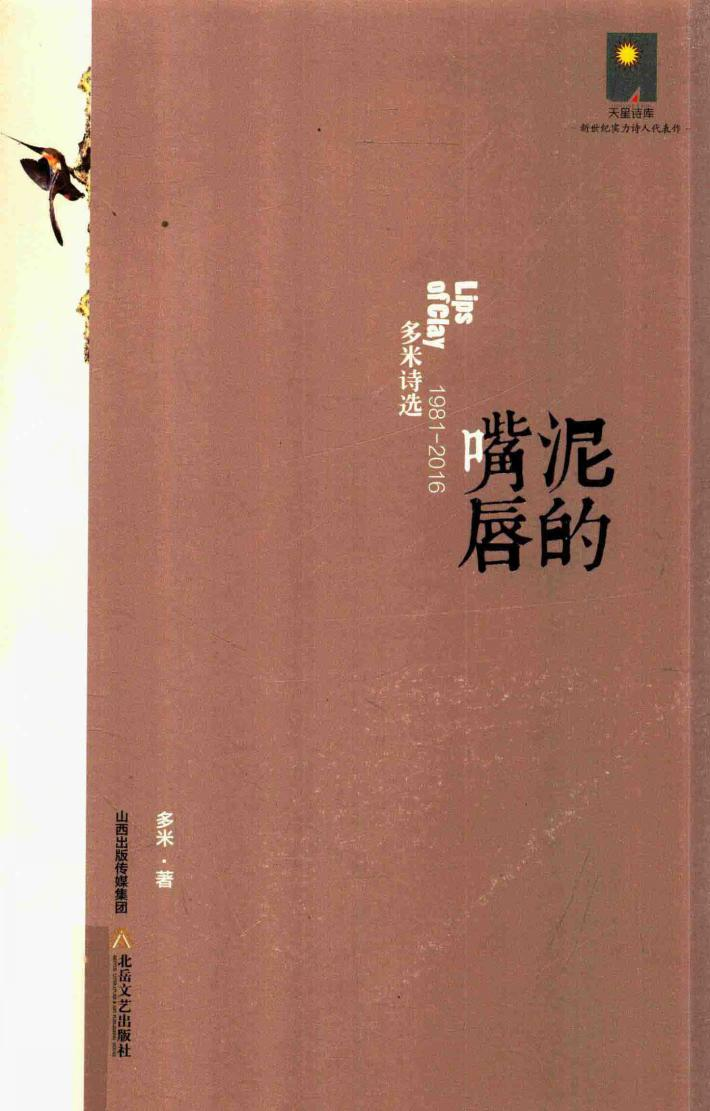 天星诗库
·新世纪实力诗人代表作·
泥的
嘴唇
Lips
of Clay
1981-2016
多米诗选
多米·著
山西出版传媒集团
北岳文艺出版社